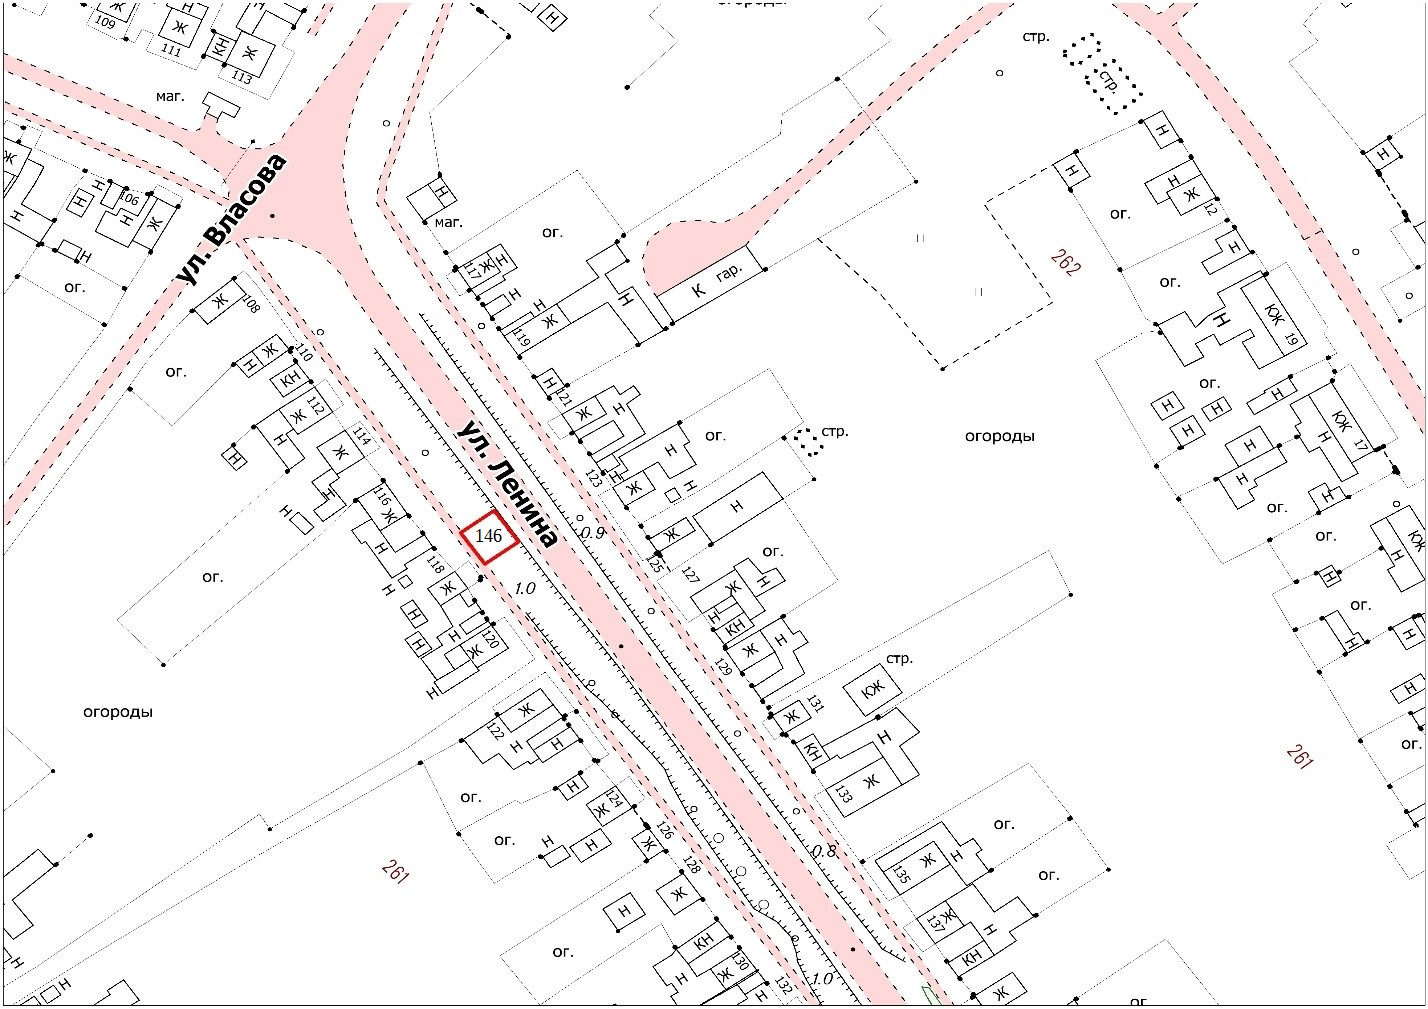 огороды
109
Ж
Ж
111
КН
Ж
113
маг.
Н
стр.
стр.
Ж
Н
Н
Н
106
Н
Ж
Н
ог.
ул. Власова
Н
маг.
ог.
117
Ж
Н
Н
Н
Ж
119
Н
К гар.
Н
Н
Н
Ж
12
ог.
Н
262
ог.
Н
КЖ
19
Н
Ж
108
ог.
Н
Ж
110
КН
Ж
112
Н
Н
Ж
114
Н
Н
121
Ж
Н
Н
Ж
123
Н
Н
ог.
стр.
огороды
ог.
Н
Н
Н
Н
Н
Н
Н
КЖ
17
ог.
Н
ул. Ленина
116
Ж
Н
Н
ог.
146
0.9
1.0
Ж
125
Н
ог.
127
Ж
Н
Н
КН
Ж
Н
129
ог.
Н
КЖ
Н
ог.
Н
Н
118
Ж
Н
Н
Н
120
Ж
Н
огороды
стр.
КЖ
131
Ж
КН
Н
133
Ж
Н
ог.
261
122
Ж
Н
Н
ог.
Н
124
Ж
ог.
Н
Н
126
Ж
128
Ж
261
Н
ог.
КН
130
Ж
Н
Н
132
0.8
1.0
135
Ж
Н
ог.
ог.
137
Ж
Н
КН
Ж
ог.
Н
Н